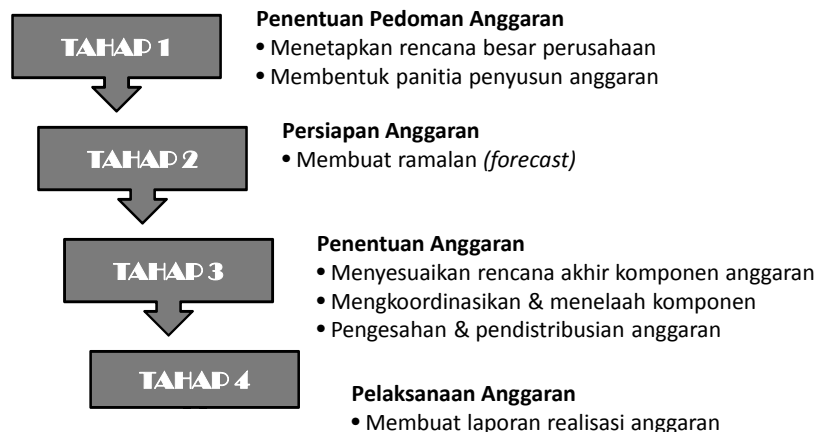 TAHAP 1
Penentuan Pedoman Anggaran
• Menetapkan rencana besar perusahaan
• Membentuk panitia penyusun anggaran
TAHAP 2
Persiapan Anggaran
• Membuat ramalan (forecast)
TAHAP 3
Penentuan Anggaran
• Menyesuaikan rencana akhir komponen anggaran
• Mengkoordinasikan & menelaah komponen
• Pengesahan & pendistribusian anggaran
TAHAP 4
Pelaksanaan Anggaran
• Membuat laporan realisasi anggaran